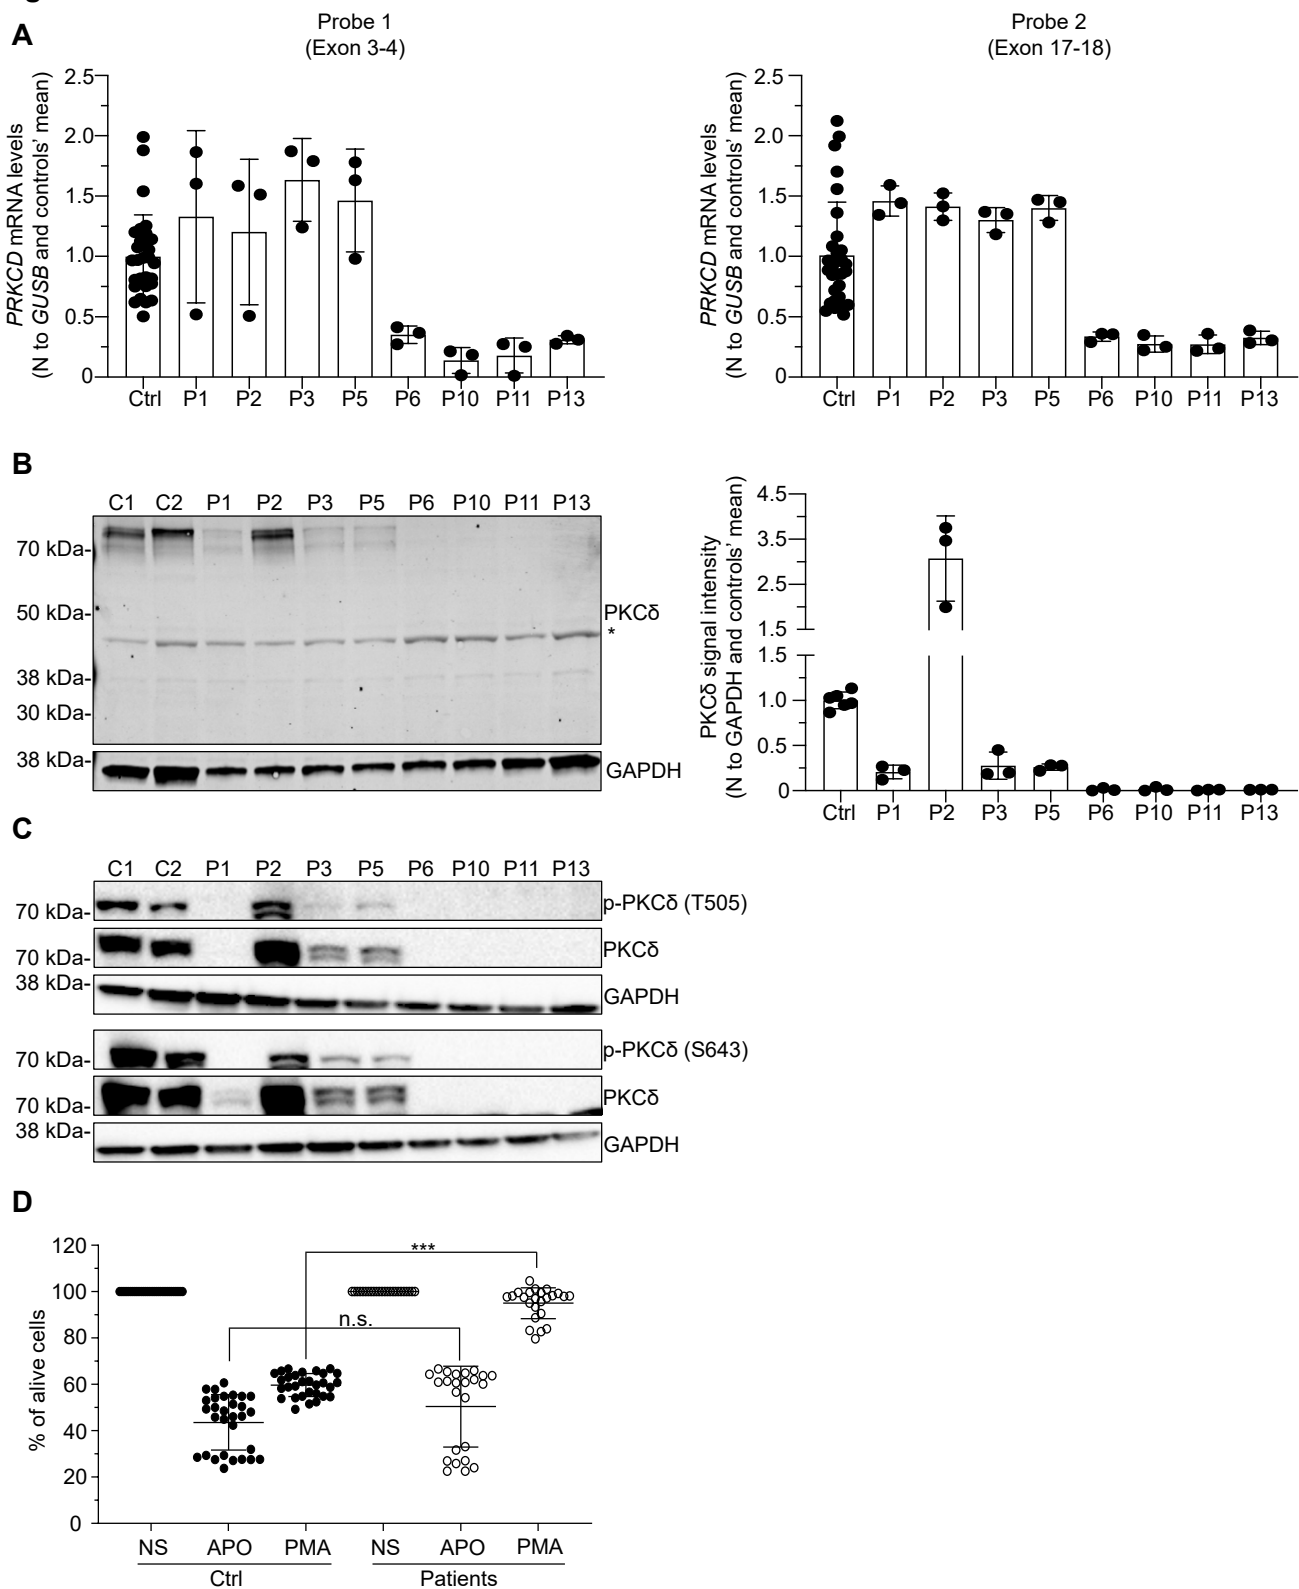 A
Probe 1
(Exon 3-4)
PRKCD mRNA levels
(N to GUSB and controls' mean)
2.5
2.0
1.5
1.0
0.5
0
Ctrl P1 P2 P3 P5 P6 P10 P11 P13
Probe 2
(Exon 17-18)
PRKCD mRNA levels
(N to GUSB and controls' mean)
2.5
2.0
1.5
1.0
0.5
0
Ctrl P1 P2 P3 P5 P6 P10 P11 P13
B
C1 C2 P1 P2 P3 P5 P6 P10 P11 P13
70 kDa-
50 kDa-
PKCδ
*
38 kDa-
30 kDa-
38 kDa-
GAPDH
PKCδ signal intensity
(N to GAPDH and controls' mean)
4.5
3.5
2.5
1.5
1.5
1.0
0.5
0
Ctrl P1 P2 P3 P5 P6 P10 P11 P13
C
C1 C2 P1 P2 P3 P5 P6 P10 P11 P13
70 kDa-
p-PKCδ (T505)
70 kDa-
PKCδ
38 kDa-
GAPDH
70 kDa-
p-PKCδ (S643)
70 kDa-
PKCδ
38 kDa-
GAPDH
D
% of alive cells
120
100
80
60
40
20
0
***
n.s.
NS APO PMA NS APO PMA
Ctrl Patients